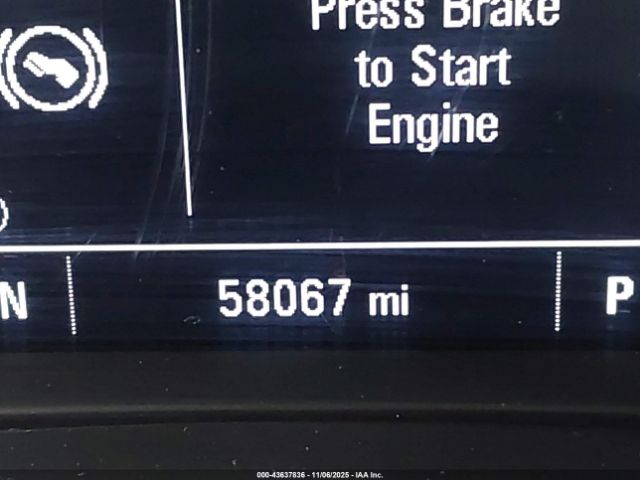 Press Brake
to Start
Engine
N
58067 mi
P
000-43637836 - 11/06/2025 - IAA Inc.